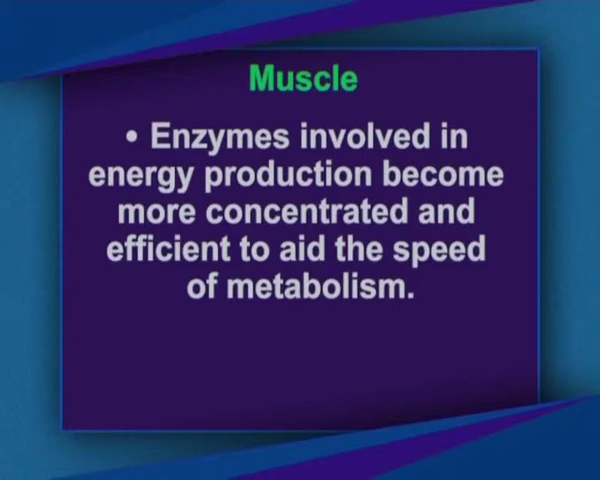 Muscle
• Enzymes involved in
energy production become
more concentrated and
efficient to aid the speed
of metabolism.